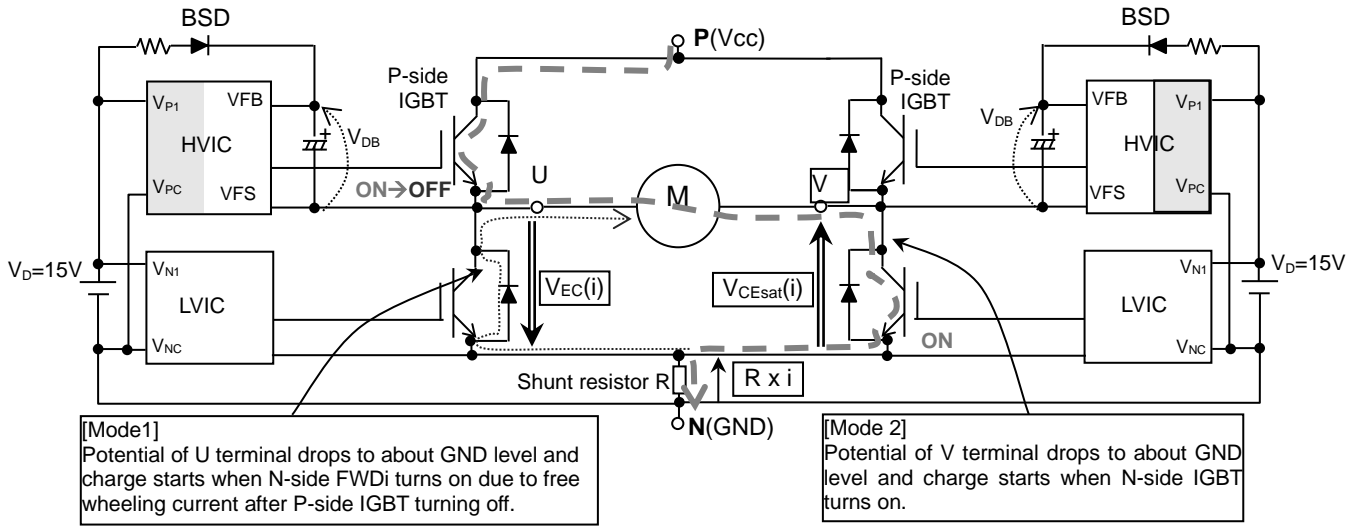 BSD
BSD
P(Vcc)
P-side
IGBT
P-side
IGBT
VP1
VFB
HVIC
VDB
VPC
VFS
ON→OFF
U
M
V
VDB
VFB
VP1
HVIC
VPC
VFS
VD=15V
VN1
LVIC
VNC
VEC(i)
VCEsat(i)
ON
VN1
LVIC
VNC
VD=15V
Shunt resistor R
R x i
N(GND)
[Mode1]
Potential of U terminal drops to about GND level and
charge starts when N-side FWDi turns on due to free
wheeling current after P-side IGBT turning off.
[Mode 2]
Potential of V terminal drops to about GND
level and charge starts when N-side IGBT
turns on.